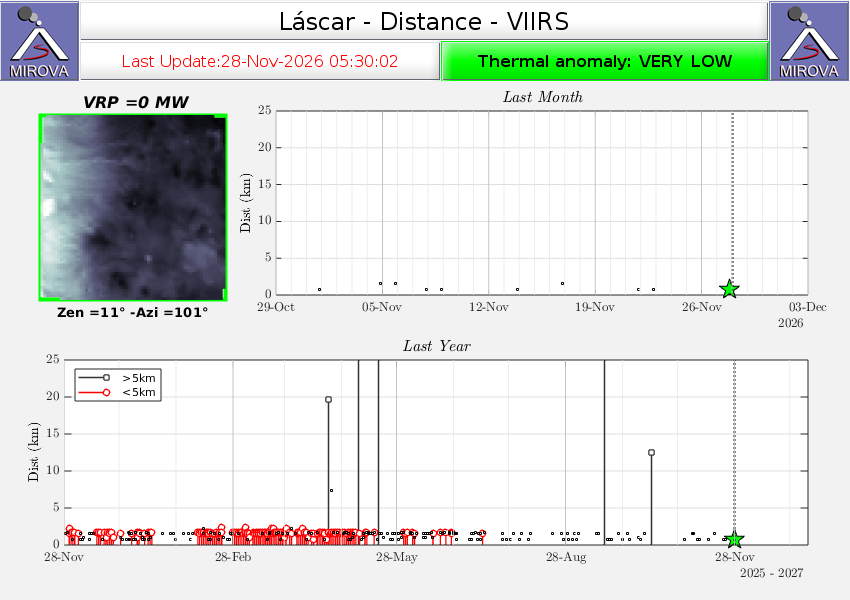 MIROVA
Láscar - Distance - VIIRS
MIROVA
Last Update:28-Nov-2026 05:30:02
Thermal anomaly: VERY LOW
VRP =0 MW
Zen =11° -Azi =101°
Last Month
Dist (km)
25
20
15
10
5
0
29-Oct
05-Nov
12-Nov
19-Nov
26-Nov
03-Dec
2026
Last Year
Dist (km)
25
20
15
10
5
0
>5km
<5km
28-Nov
28-Feb
28-May
28-Aug
28-Nov
2025 - 2027